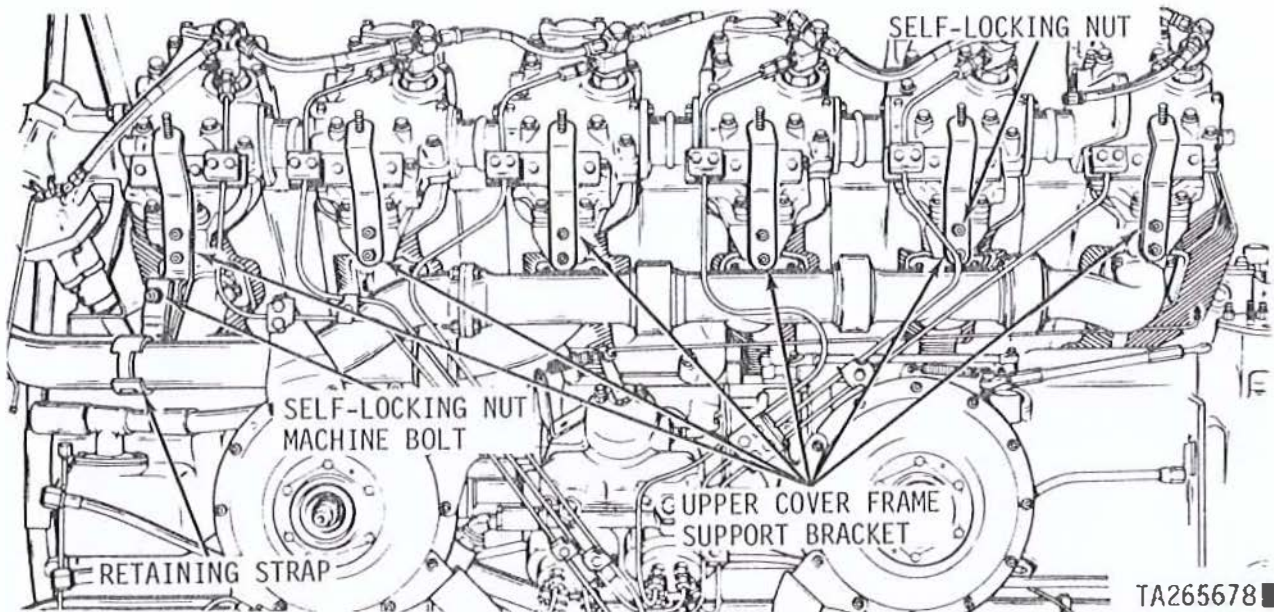 SELF-LOCKING NUT
SELF-LOCKING NUT
MACHINE BOLT
UPPER COVER FRAME
SUPPORT BRACKET
RETAINING STRAP
TA265678